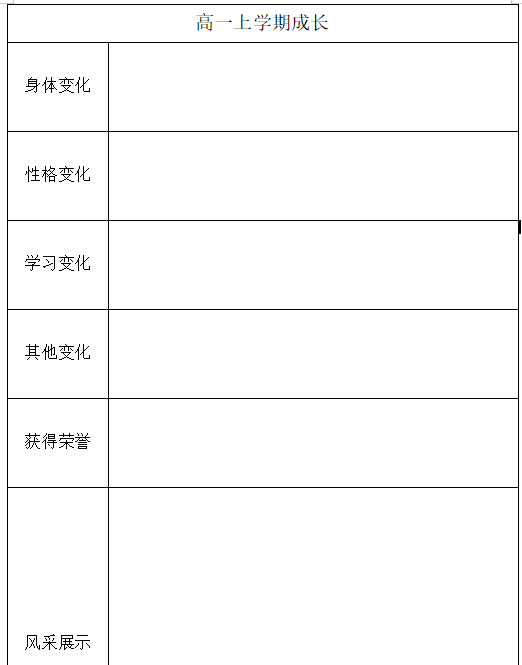 高一上学期成长
身体变化
性格变化
学习变化
其他变化
获得荣誉
风采展示